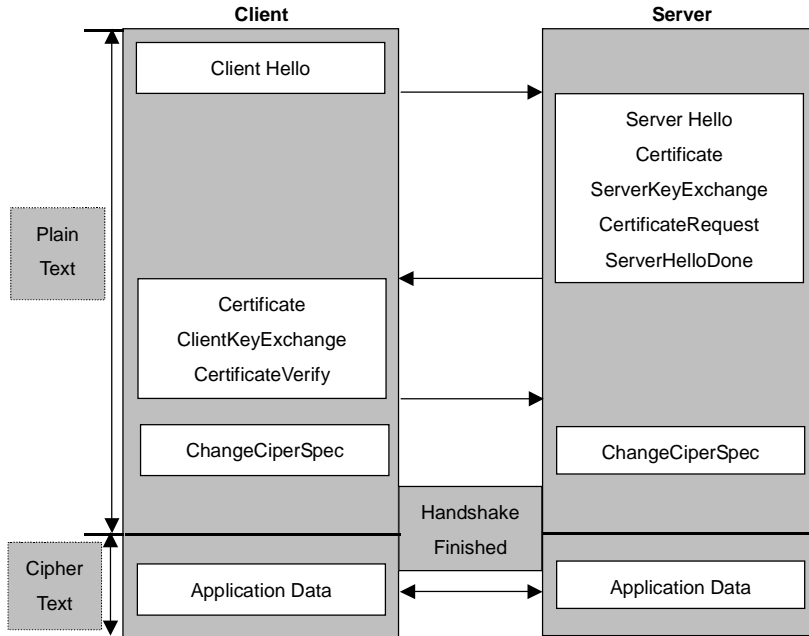 Client
Server
Client Hello
Server Hello
Certificate
ServerKeyExchange
CertificateRequest
ServerHelloDone
Plain
Text
Certificate
ClientKeyExchange
CertificateVerify
ChangeCiperSpec
ChangeCiperSpec
Handshake
Finished
Cipher
Text
Application Data
Application Data